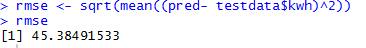 > rmse <- sqrt(mean((pred- testdata$kwh)^2))
> rmse
[1] 45.38491533